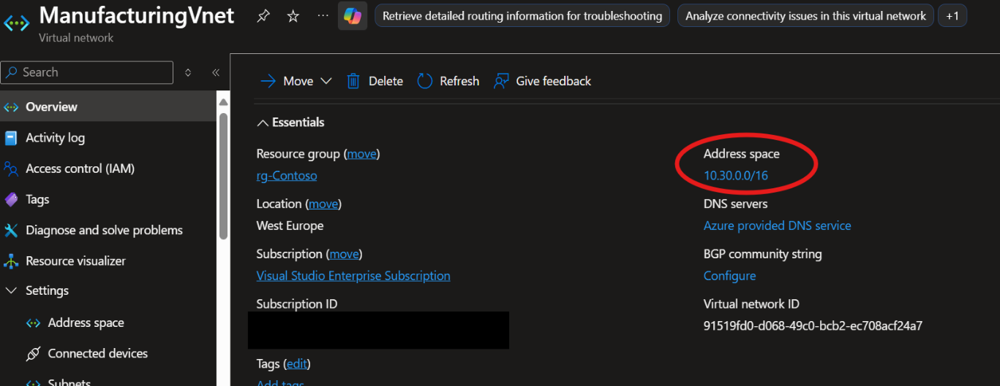 ManufacturingVnet
Virtual network
Retrieve detailed routing information for troubleshooting
Analyze connectivity issues in this virtual network
+1
Search
Overview
Activity log
Access control (IAM)
Tags
Diagnose and solve problems
Resource visualizer
Settings
Address space
Connected devices
Subnets
Move
Delete
Refresh
Give feedback
Essentials
Resource group (move)
rg-Contoso
Location (move)
West Europe
Subscription (move)
Visual Studio Enterprise Subscription
Subscription ID
Tags (edit)
Add tags
Address space
10.30.0.0/16
DNS servers
Azure provided DNS service
BGP community string
Configure
Virtual network ID
91519fd0-d068-49c0-bcb2-ec708acf24a7